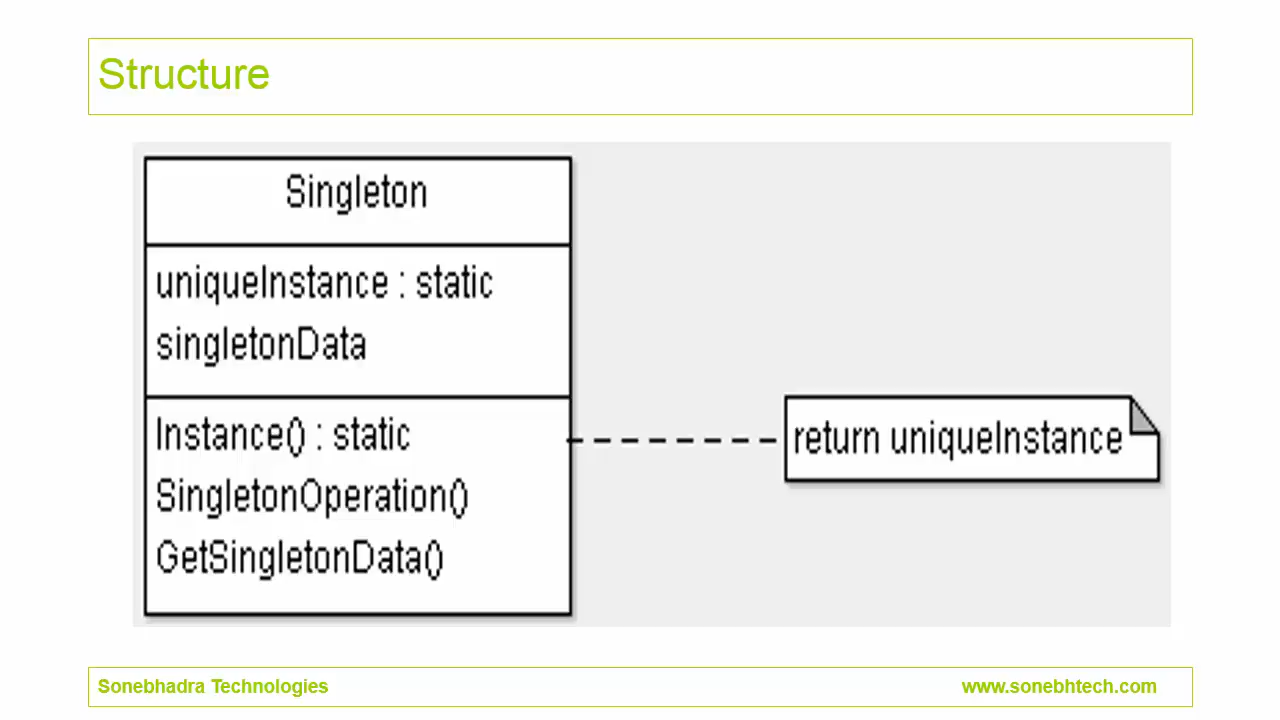 Structure
Singleton
uniqueInstance : static
singletonData
Instance() : static
return uniqueInstance
SingletonOperation()
GetSingletonData()
Sonebhadra Technologies
www.sonebhtech.com